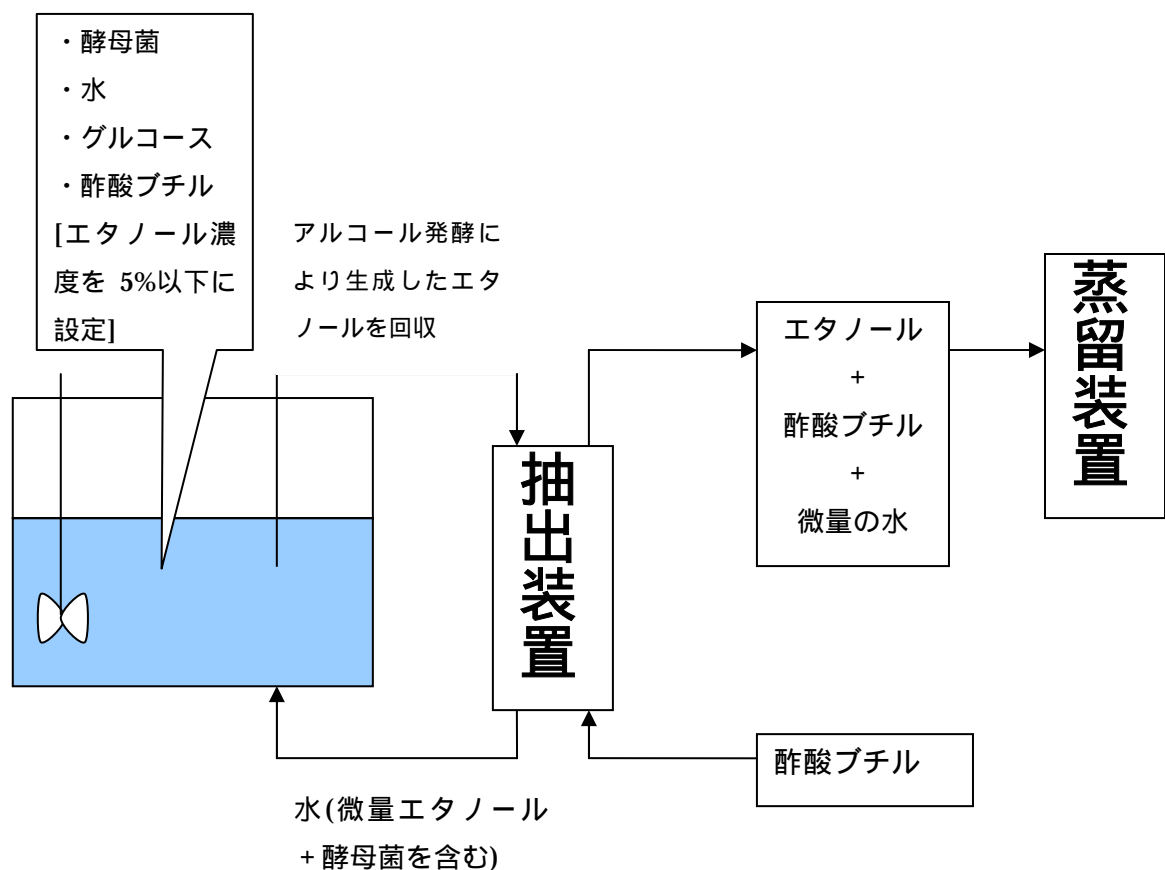 ・酵母菌
・水
・グルコース
・酢酸ブチル
[エタノール濃
度を 5%以下に
設定]
アルコール発酵に
より生成したエタ
ノールを回収
抽出装置
エタノール
+
酢酸ブチル
+
微量の水
蒸留装置
酢酸ブチル
水(微量エタノール
+酵母菌を含む)